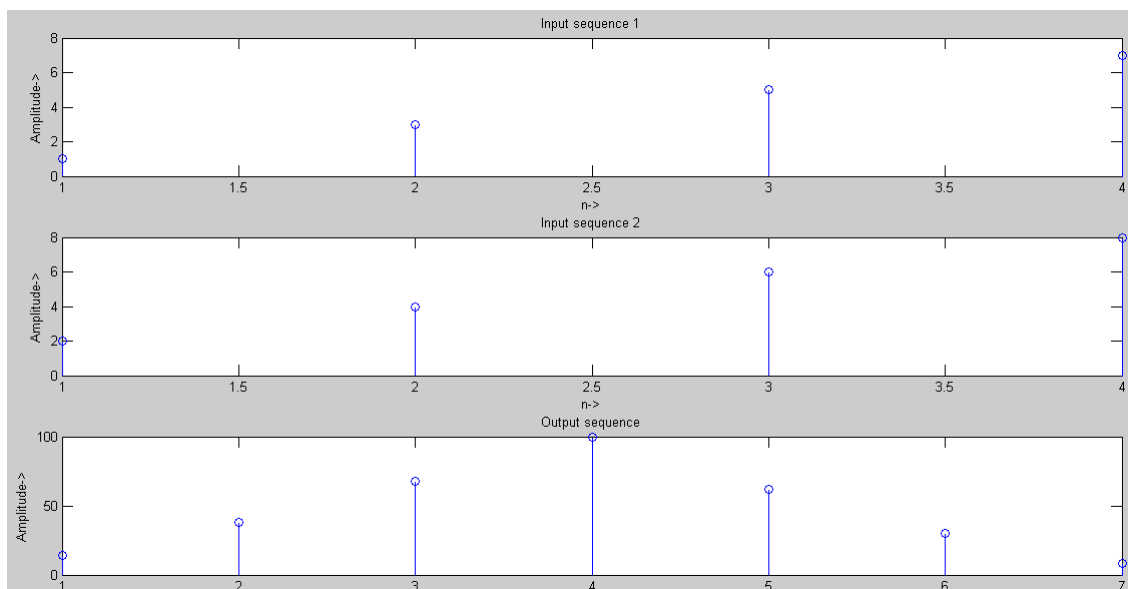 Input sequence 1
8
6
4
2
0
Amplitude->
1 1.5 2 2.5 3 3.5 4
n->
Input sequence 2
8
6
4
2
0
Amplitude->
1 1.5 2 2.5 3 3.5 4
n->
Output sequence
100
50
0
Amplitude->
1 2 3 4 5 6 7